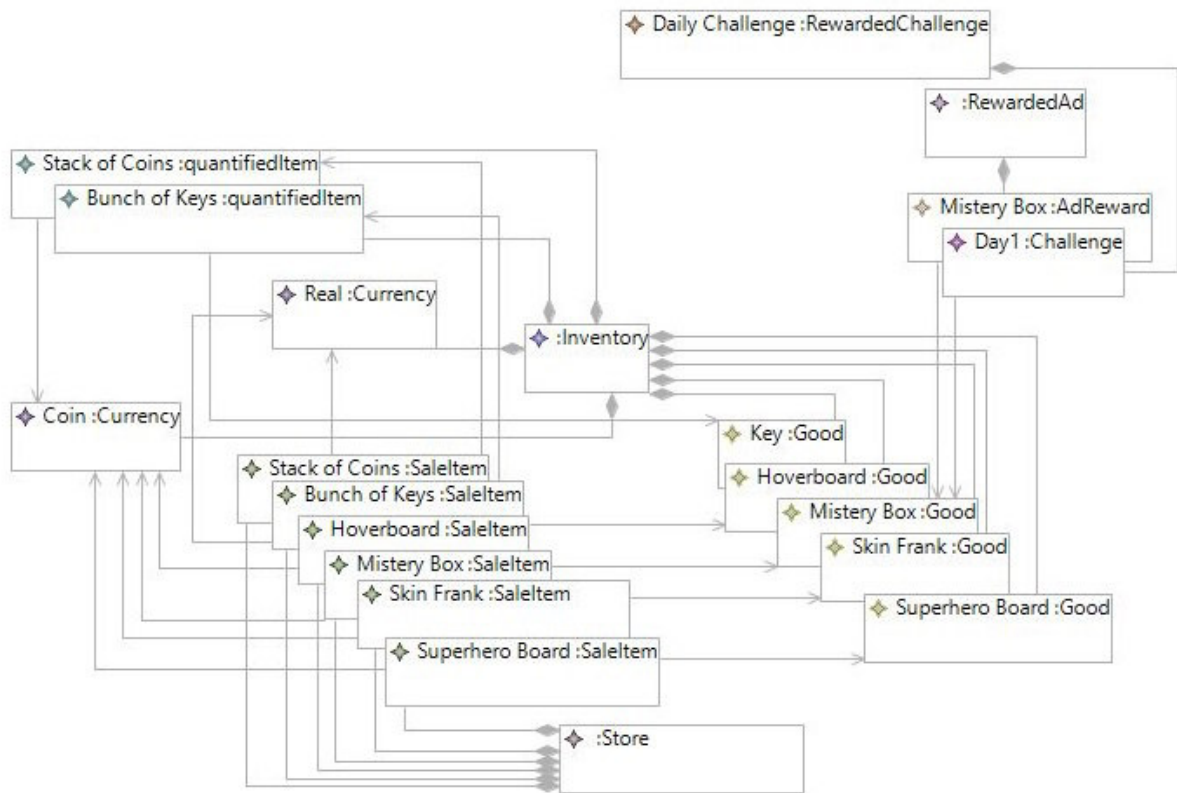 Daily Challenge :RewardedChallenge
:RewardedAd
Stack of Coins :quantifiedItem
Bunch of Keys :quantifiedItem
Mistery Box :AdReward
Day1 :Challenge
Real :Currency
:Inventory
Coin :Currency
Key :Good
Hoverboard :Good
Mistery Box :Good
Skin Frank :Good
Superhero Board :Good
Stack of Coins :SaleItem
Bunch of Keys :SaleItem
Hoverboard :SaleItem
Mistery Box :SaleItem
Skin Frank :SaleItem
Superhero Board :SaleItem
:Store